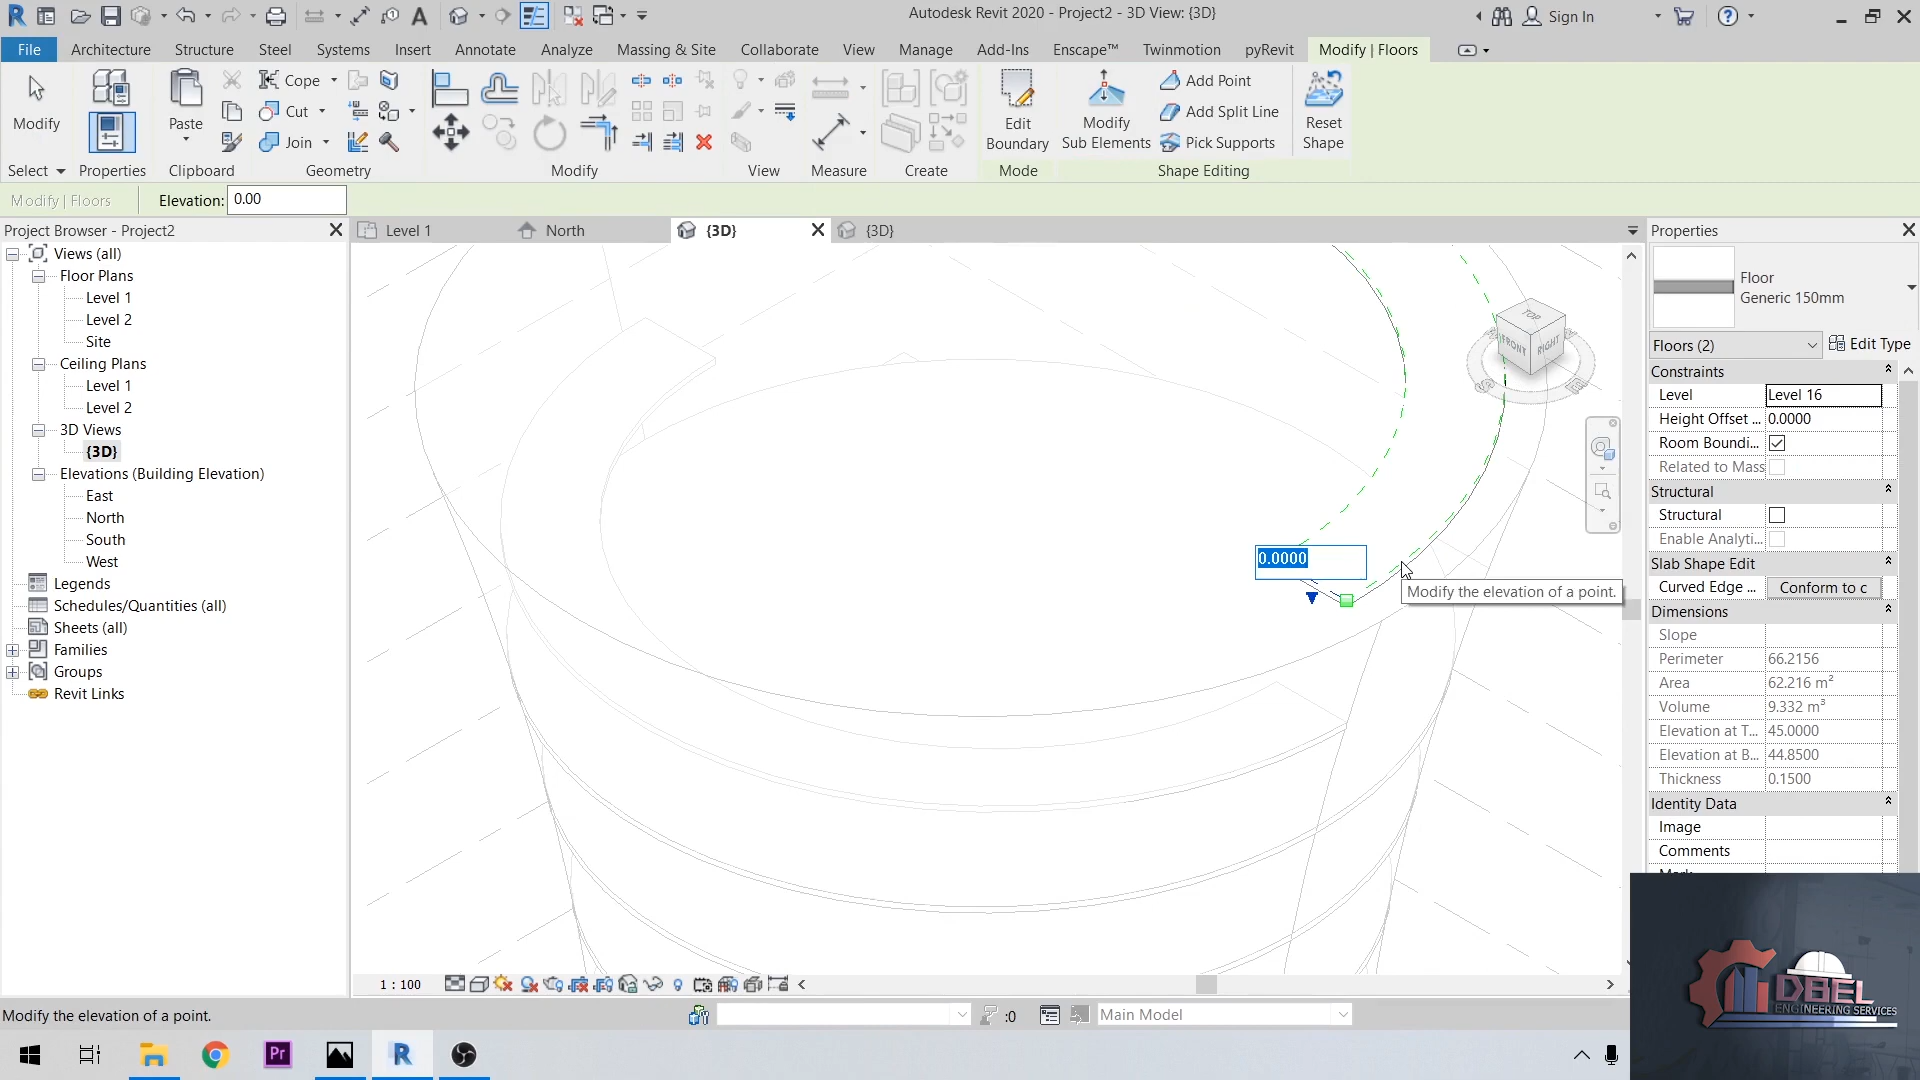 Autodesk Revit 2020 - Project2 - 3D View: {3D}
Sign In
File
Architecture
Structure
Steel
Systems
Insert
Annotate
Analyze
Massing & Site
Collaborate
View
Manage
Add-Ins
Enscape™
Twinmotion
pyRevit
Modify | Floors
Modify
Paste
Cope
Cut
Join
Edit
Boundary
Modify
Sub Elements
Add Point
Add Split Line
Pick Supports
Reset
Shape
Select
Properties
Clipboard
Geometry
Modify
View
Measure
Create
Mode
Shape Editing
Modify | Floors
Elevation: 0.00
Project Browser - Project2
Views (all)
Floor Plans
Level 1
Level 2
Site
Ceiling Plans
Level 1
Level 2
3D Views
{3D}
Elevations (Building Elevation)
East
North
South
West
Legends
Schedules/Quantities (all)
Sheets (all)
Families
Groups
Revit Links
Level 1
North
{3D}
{3D}
TOP
FRONT
RIGHT
0.0000
Modify the elevation of a point.
Properties
Floor
Generic 150mm
Floors (2)
Edit Type
Constraints
Level Level 16
Height Offset ... 0.0000
Room Boundi...
Related to Mass
Structural
Structural
Enable Analyti...
Slab Shape Edit
Curved Edge ... Conform to c
Dimensions
Slope
Perimeter 66.2156
Area 62.216 m²
Volume 9.332 m³
Elevation at T... 45.0000
Elevation at B... 44.8500
Thickness 0.1500
Identity Data
Image
Comments
1 : 100
Modify the elevation of a point.
:0
Main Model
DBEL
ENGINEERING SERVICES